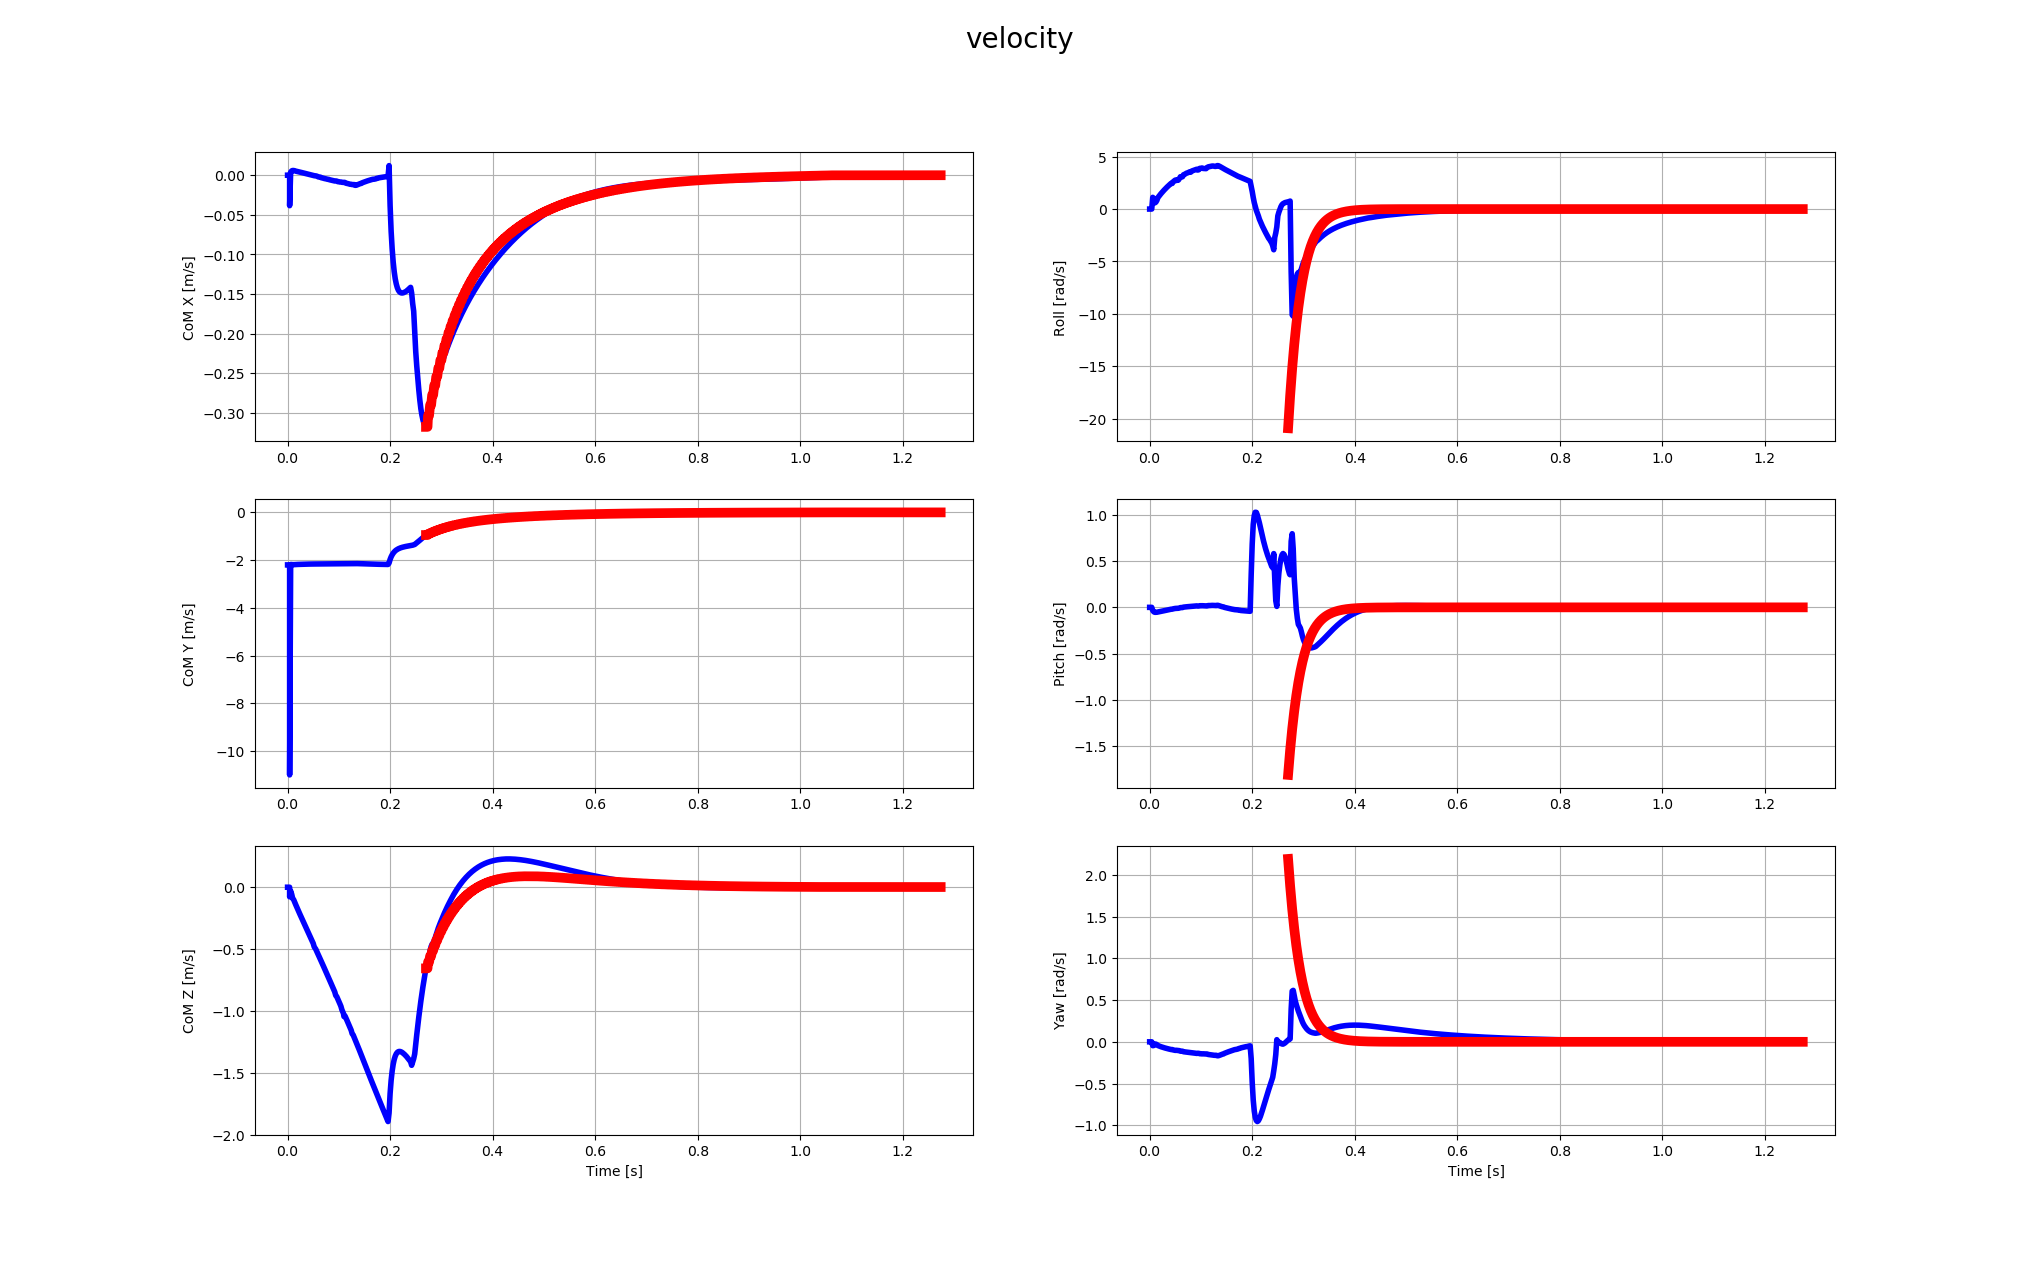 velocity
CoM X [m/s]
0.00
−0.05
−0.10
−0.15
−0.20
−0.25
−0.30
0.0 0.2 0.4 0.6 0.8 1.0 1.2
Roll [rad/s]
5
0
−5
−10
−15
−20
0.0 0.2 0.4 0.6 0.8 1.0 1.2
CoM Y [m/s]
0
−2
−4
−6
−8
−10
0.0 0.2 0.4 0.6 0.8 1.0 1.2
Pitch [rad/s]
1.0
0.5
0.0
−0.5
−1.0
−1.5
0.0 0.2 0.4 0.6 0.8 1.0 1.2
CoM Z [m/s]
0.0
−0.5
−1.0
−1.5
−2.0
0.0 0.2 0.4 0.6 0.8 1.0 1.2
Time [s]
Yaw [rad/s]
2.0
1.5
1.0
0.5
0.0
−0.5
−1.0
0.0 0.2 0.4 0.6 0.8 1.0 1.2
Time [s]